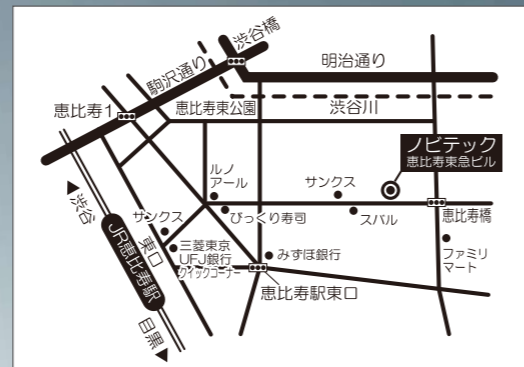 渋谷橋
明治通り
駒沢通り
恵比寿1
恵比寿東公園
渋谷川
ノビテック
恵比寿東急ビル
ルノ
アール
サンクス
▲渋谷
サンクス
びっくり寿司
スバル
恵比寿橋
JR恵比寿駅
東口
三菱東京
UFJ銀行
クイックコーナー
みずほ銀行
ファミリ
マート
恵比寿駅東口
目黒▼